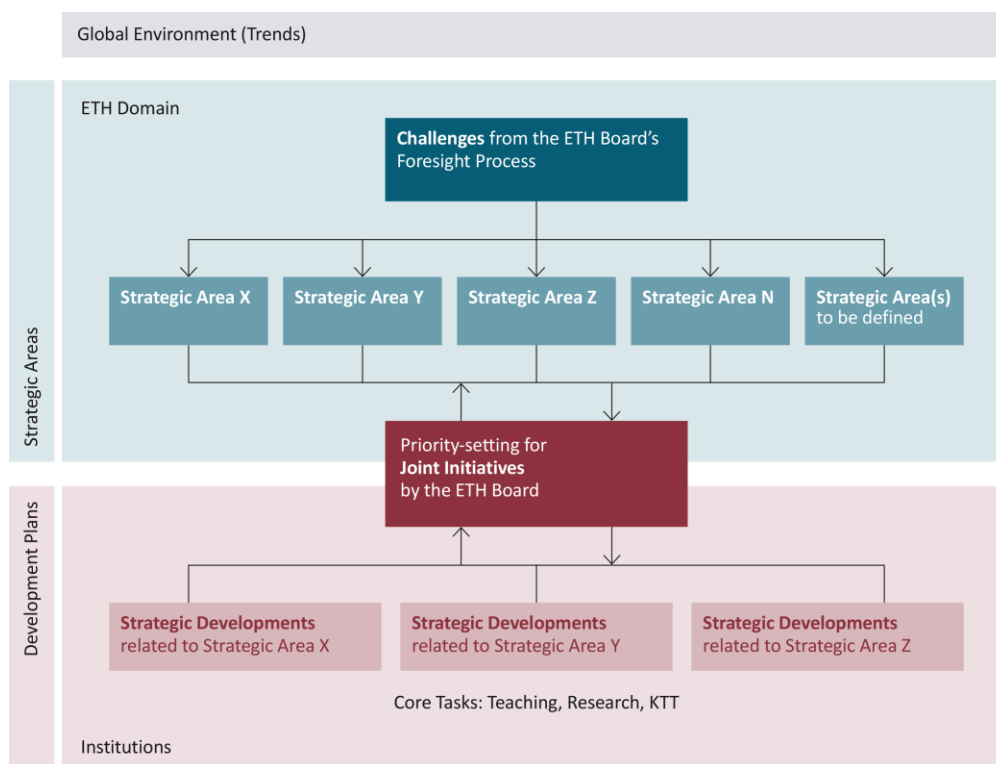 Global Environment (Trends)
ETH Domain
Challenges from the ETH Board's
Foresight Process
Strategic Area X
Strategic Area Y
Strategic Area Z
Strategic Area N
Strategic Area(s)
to be defined
Strategic Areas
Priority-setting for
Joint Initiatives
by the ETH Board
Development Plans
Strategic Developments
related to Strategic Area X
Strategic Developments
related to Strategic Area Y
Strategic Developments
related to Strategic Area Z
Core Tasks: Teaching, Research, KTT
Institutions